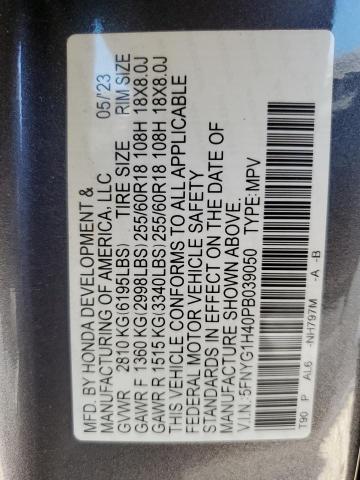 MFD. BY HONDA DEVELOPMENT &
MANUFACTURING OF AMERICA, LLC 05/'23
GVWR 2810 KG(6195LBS) TIRE SIZE RIM SIZE
GAWR F 1360 KG(2998LBS) 255/60R18 108H 18X8.0J
GAWR R 1515 KG(3340LBS) 255/60R18 108H 18X8.0J
THIS VEHICLE CONFORMS TO ALL APPLICABLE
FEDERAL MOTOR VEHICLE SAFETY
STANDARDS IN EFFECT ON THE DATE OF
MANUFACTURE SHOWN ABOVE.
V.I.N.:5FNYG1H40PB039050 TYPE:MPV
T90 P AL6 -NH797M -A -B